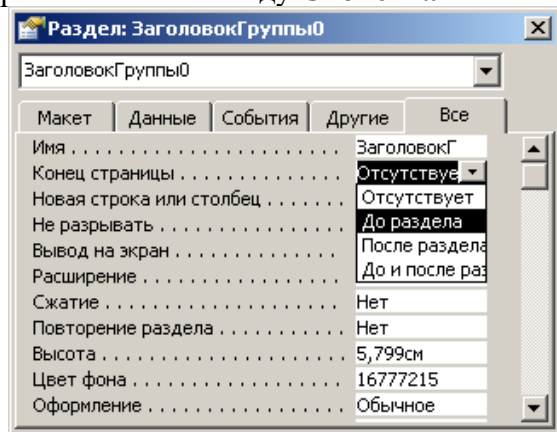 Раздел: ЗаголовокГруппы0
ЗаголовокГруппы0
Макет Данные События Другие Все
Имя . . . . . . . . . . . . . . . . . . . . . . . . ЗаголовокГ
Конец страницы . . . . . . . . . . . . . . Отсутствуе
Новая строка или столбец . . . . . . . Отсутствует
Не разрывать . . . . . . . . . . . . . . . . До раздела
Вывод на экран . . . . . . . . . . . . . . После раздела
Расширение . . . . . . . . . . . . . . . . . До и после раз
Сжатие . . . . . . . . . . . . . . . . . . . . . Нет
Повторение раздела . . . . . . . . . . . Нет
Высота . . . . . . . . . . . . . . . . . . . . . 5,799см
Цвет фона . . . . . . . . . . . . . . . . . . 16777215
Оформление . . . . . . . . . . . . . . . . . Обычное